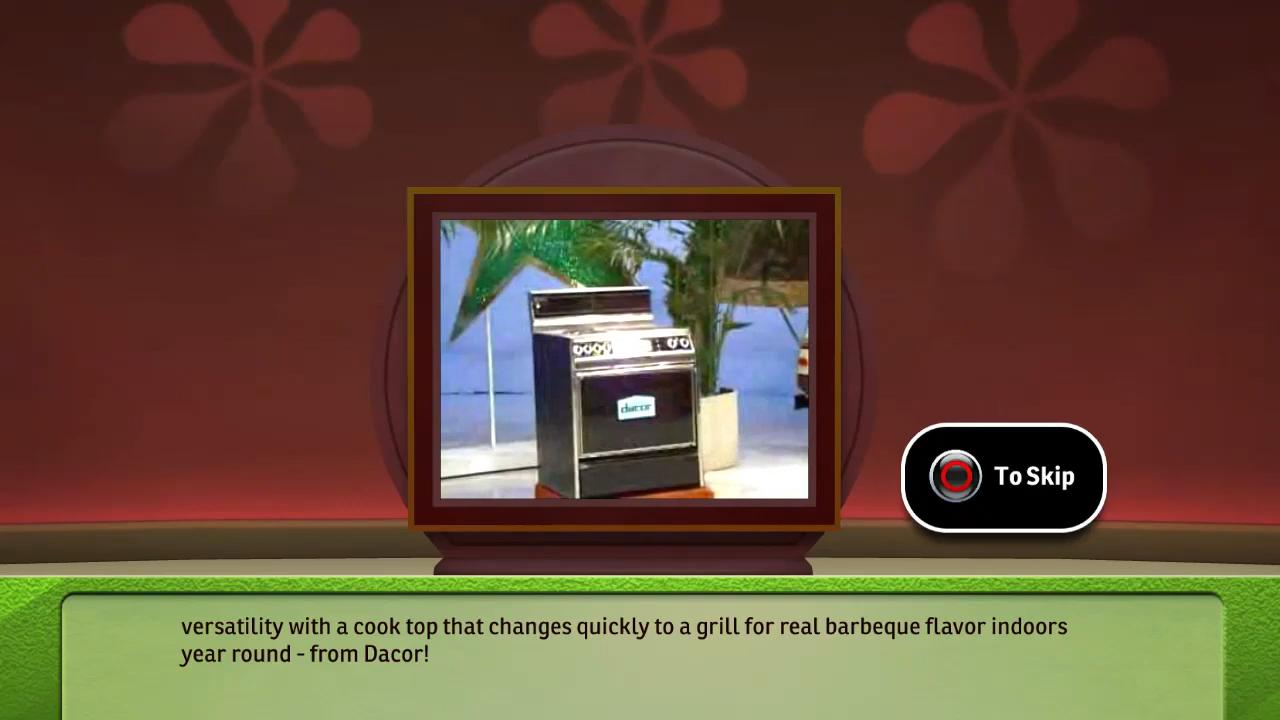 dacor
To Skip
versatility with a cook top that changes quickly to a grill for real barbeque flavor indoors
year round - from Dacor!